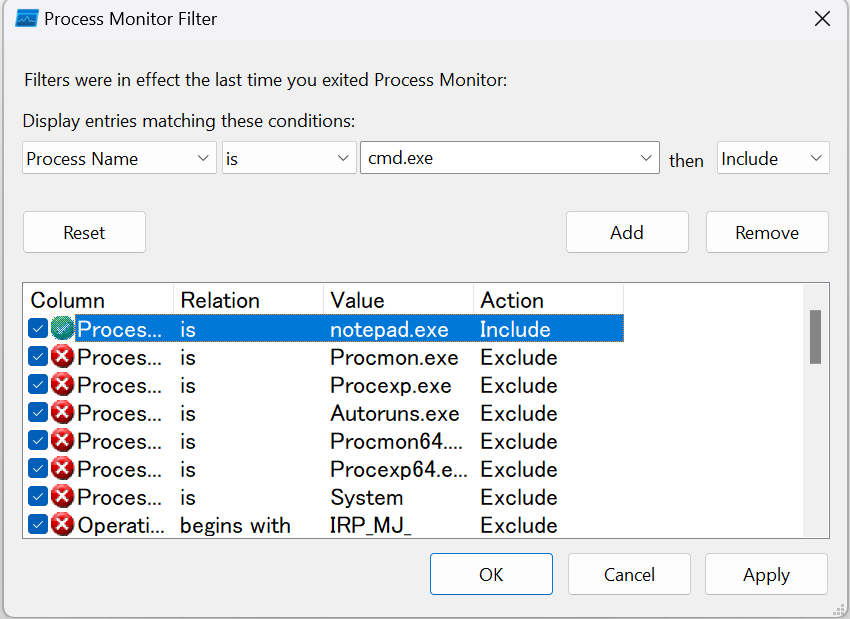 Process Monitor Filter
Filters were in effect the last time you exited Process Monitor:
Display entries matching these conditions:
Process Name is cmd.exe then Include
Reset Add Remove
Column Relation Value Action
Proces... is notepad.exe Include
Proces... is Procmon.exe Exclude
Proces... is Procexp.exe Exclude
Proces... is Autoruns.exe Exclude
Proces... is Procmon64.... Exclude
Proces... is Procexp64.e... Exclude
Proces... is System Exclude
Operati... begins with IRP_MJ_ Exclude
OK Cancel Apply